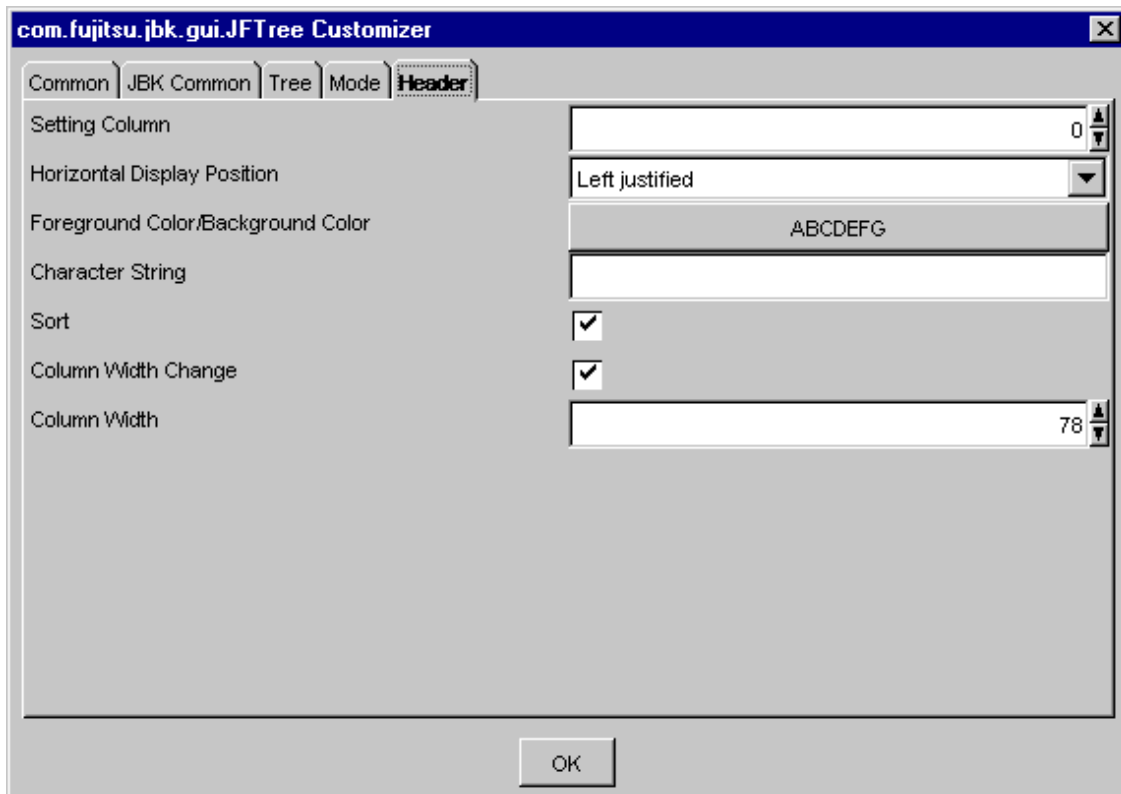 com.fujitsu.jbk.gui.JFTree Customizer
Common JBK Common Tree Mode Header
Setting Column 0
Horizontal Display Position Left justified
Foreground Color/Background Color ABCDEFG
Character String
Sort
Column Width Change
Column Width 78
OK